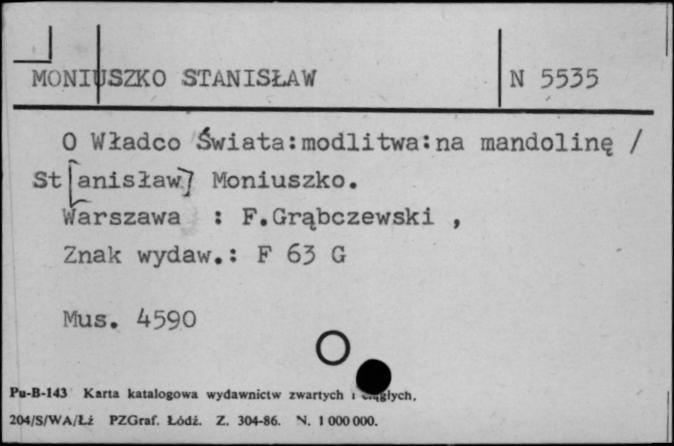 MONIUSZKO STANISŁAW N 5535
O Władco Świata:modlitwa:na mandolinę /
St[anisław] Moniuszko.
Warszawa : F.Grąbczewski ,
Znak wydaw.: F 63 G
Mus. 4590
Pu-B-143 Karta katalogowa wydawnictw zwartych i ciągłych.
204/S/WA/Łż PZGraf. Łódź. Z. 304-86. N. 1 000 000.